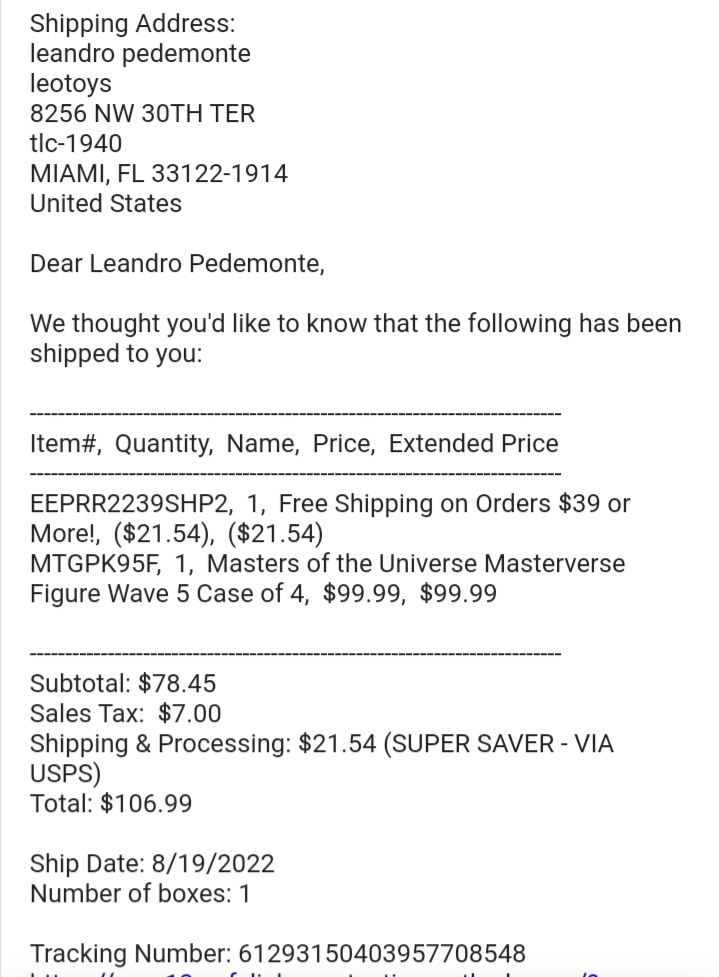 Shipping Address:
leandro pedemonte
leotoys
8256 NW 30TH TER
tlc-1940
MIAMI, FL 33122-1914
United States
Dear Leandro Pedemonte,
We thought you'd like to know that the following has been
shipped to you:
----------------------------------------------------------------------------
Item#, Quantity, Name, Price, Extended Price
----------------------------------------------------------------------------
EEPRR2239SHP2, 1, Free Shipping on Orders $39 or
More!, ($21.54), ($21.54)
MTGPK95F, 1, Masters of the Universe Masterverse
Figure Wave 5 Case of 4, $99.99, $99.99
----------------------------------------------------------------------------
Subtotal: $78.45
Sales Tax: $7.00
Shipping & Processing: $21.54 (SUPER SAVER - VIA
USPS)
Total: $106.99
Ship Date: 8/19/2022
Number of boxes: 1
Tracking Number: 61293150403957708548